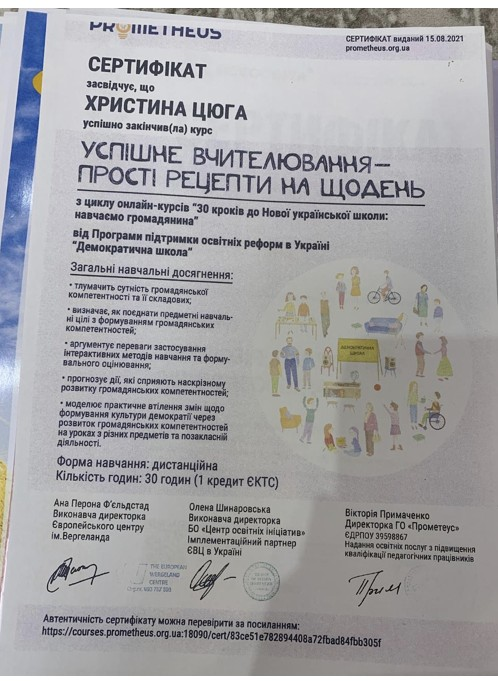 PROMETHEUS
СЕРТИФІКАТ виданий 15.08.2021
prometheus.org.ua
СЕРТИФІКАТ
засвідчує, що
ХРИСТИНА ЦЮГА
успішно закінчив(ла) курс
УСПІШНЕ ВЧИТЕЛЮВАННЯ—
ПРОСТІ РЕЦЕПТИ НА ЩОДЕНЬ
з циклу онлайн-курсів "30 кроків до Нової української школи:
навчаємо громадянина"
від Програми підтримки освітніх реформ в Україні
"Демократична школа"
Загальні навчальні досягнення:
• тлумачить сутність громадянської
компетентності та її складових;
• визначає, як поєднати предметні навчаль-
ні цілі з формуванням громадянських
компетентностей;
• аргументує переваги застосування
інтерактивних методів навчання та форму-
вального оцінювання;
• прогнозує дії, які сприяють наскрізному
розвитку громадянських компетентностей;
• моделює практичне втілення змін щодо
формування культури демократії через
розвиток громадянських компетентностей
на уроках з різних предметів та позакласній
діяльності.
ДЕМОКРАТИЧНА
ШКОЛА
Форма навчання: дистанційна
Кількість годин: 30 годин (1 кредит ЄКТС)
Ана Перона Ф'єльдстад
Виконавча директорка
Європейського центру
ім.Вергеланда
Олена Шинаровська
Виконавча директорка
БО «Центр освітніх ініціатив»
Імплементаційний партнер
ЄВЦ в Україні
Вікторія Примаченко
Директорка ГО «Прометеус»
ЄДРПОУ 39598867
Надання освітніх послуг з підвищення
кваліфікації педагогічних працівників
THE EUROPEAN
WERGELAND
CENTRE
Автентичність сертифікату можна перевірити за посиланням:
https://courses.prometheus.org.ua:18090/cert/83ce51e782894408a72fbad84fbb305f